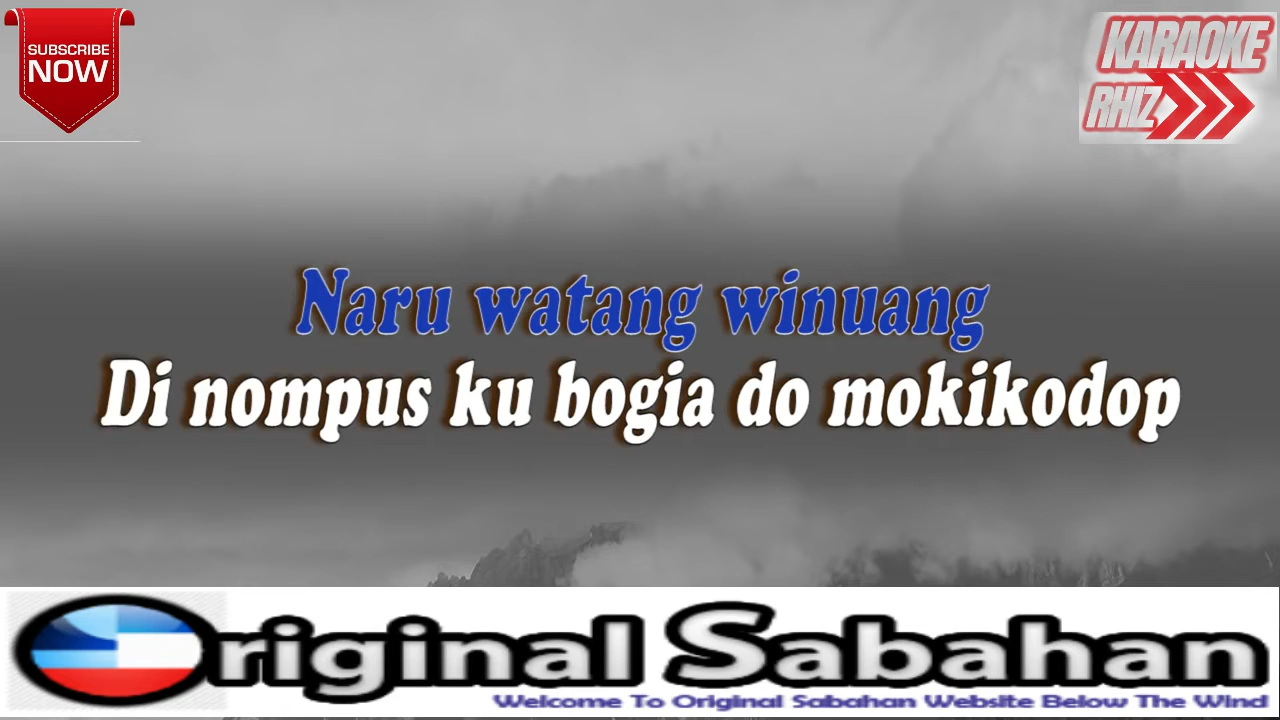 SUBSCRIBE
NOW
KARAOKE
RHIZ
Naru watang winuang
Di nompus ku bogia do mokikodop
Original Sabahan
Welcome To Original Sabahan Website Below The Wind